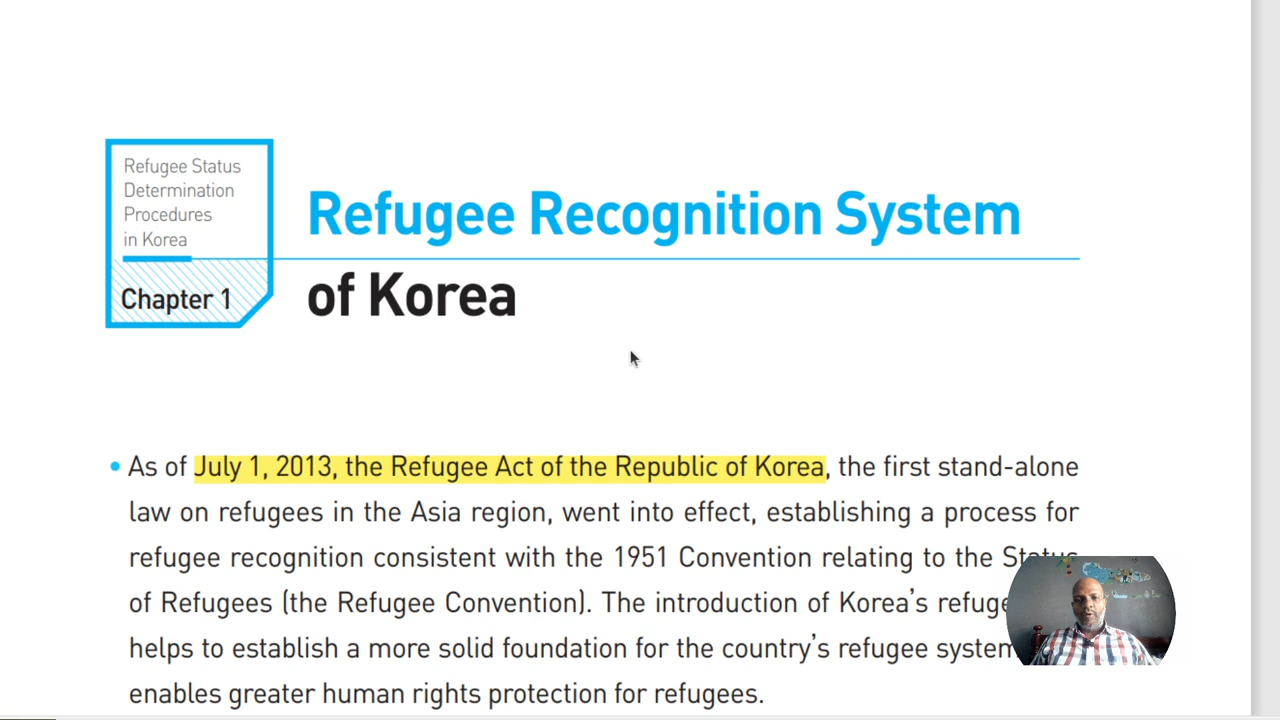 Refugee Status
Determination
Procedures
in Korea
Chapter 1
Refugee Recognition System
of Korea
• As of July 1, 2013, the Refugee Act of the Republic of Korea, the first stand-alone
law on refugees in the Asia region, went into effect, establishing a process for
refugee recognition consistent with the 1951 Convention relating to the Status
of Refugees (the Refugee Convention). The introduction of Korea's
helps to establish a more solid foundation for the country's refugee system
enables greater human rights protection for refugees.